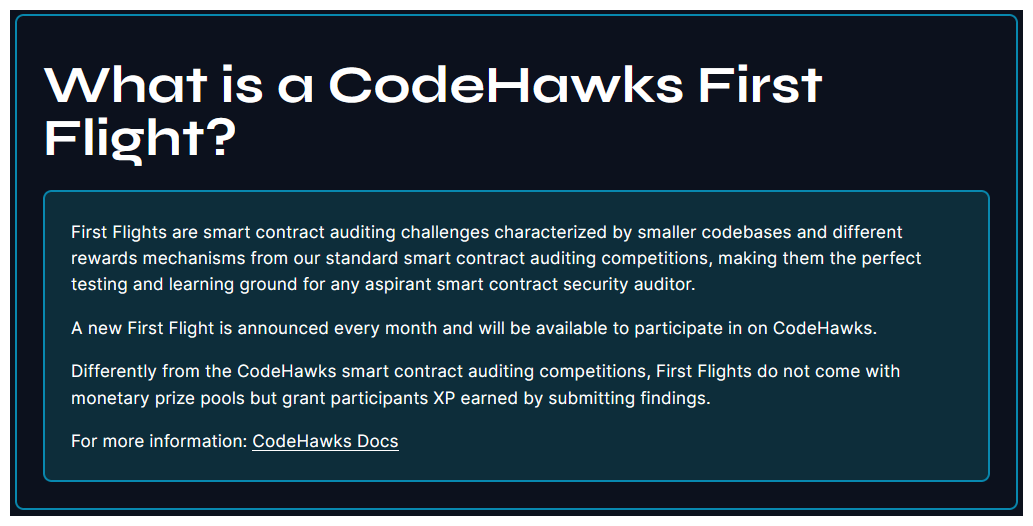 What is a CodeHawks First
Flight?
First Flights are smart contract auditing challenges characterized by smaller codebases and different
rewards mechanisms from our standard smart contract auditing competitions, making them the perfect
testing and learning ground for any aspirant smart contract security auditor.
A new First Flight is announced every month and will be available to participate in on CodeHawks.
Differently from the CodeHawks smart contract auditing competitions, First Flights do not come with
monetary prize pools but grant participants XP earned by submitting findings.
For more information: CodeHawks Docs